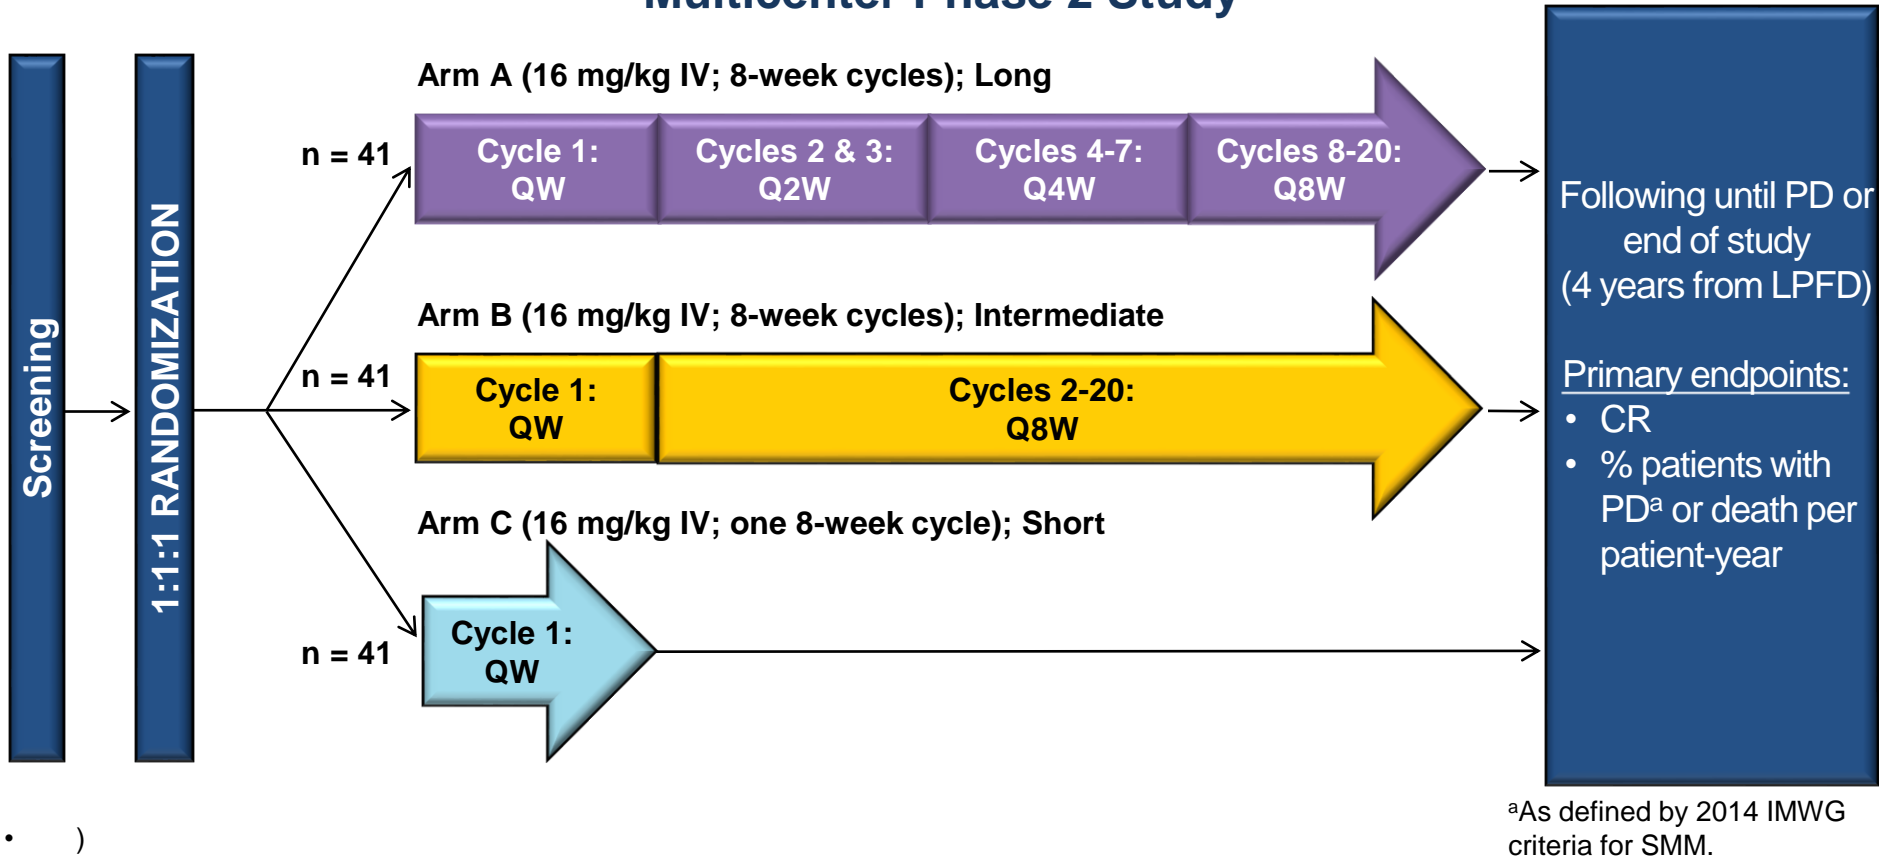 Multicenter Phase 2 Study
Screening
1:1:1 RANDOMIZATION
Arm A (16 mg/kg IV; 8-week cycles); Long
n = 41
Cycle 1:
QW
Cycles 2 & 3:
Q2W
Cycles 4-7:
Q4W
Cycles 8-20:
Q8W
Arm B (16 mg/kg IV; 8-week cycles); Intermediate
n = 41
Cycle 1:
QW
Cycles 2-20:
Q8W
Arm C (16 mg/kg IV; one 8-week cycle); Short
n = 41
Cycle 1:
QW
Following until PD or
end of study
(4 years from LPFD)
Primary endpoints:
• CR
• % patients with
PDᵃ or death per
patient-year
ᵃAs defined by 2014 IMWG
criteria for SMM.
• )